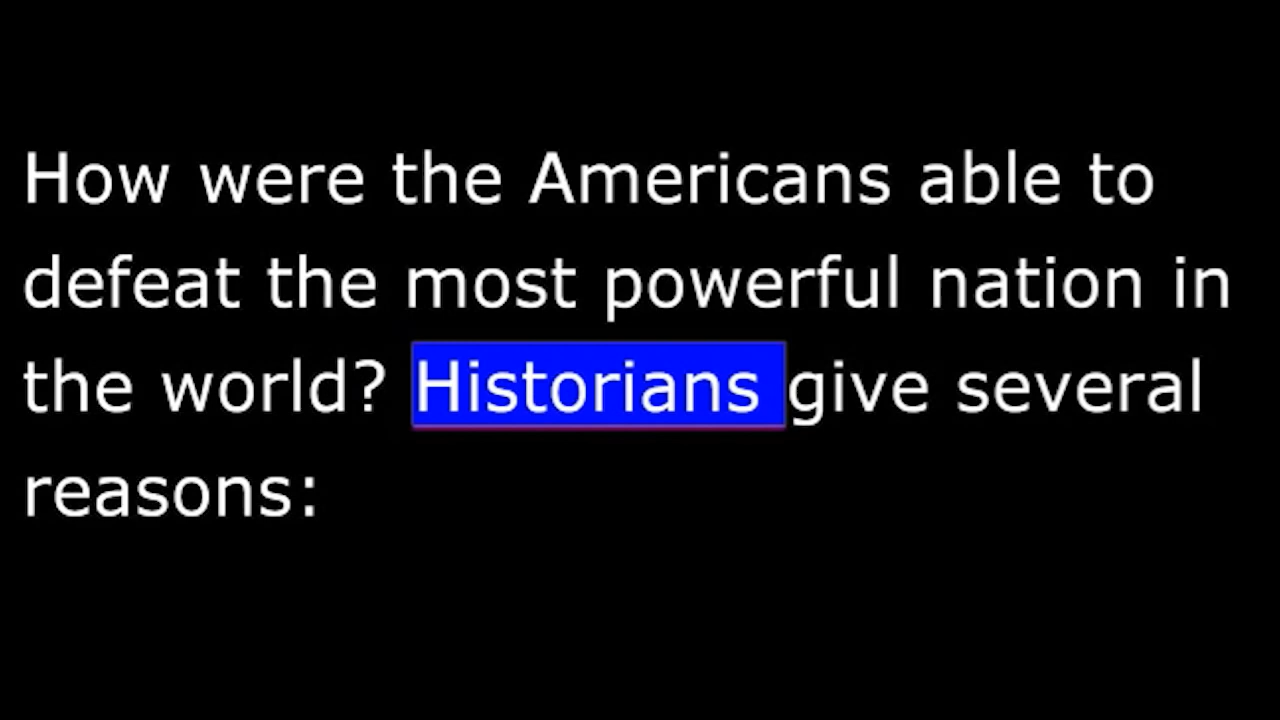 How were the Americans able to
defeat the most powerful nation in
the world? Historians give several
reasons: